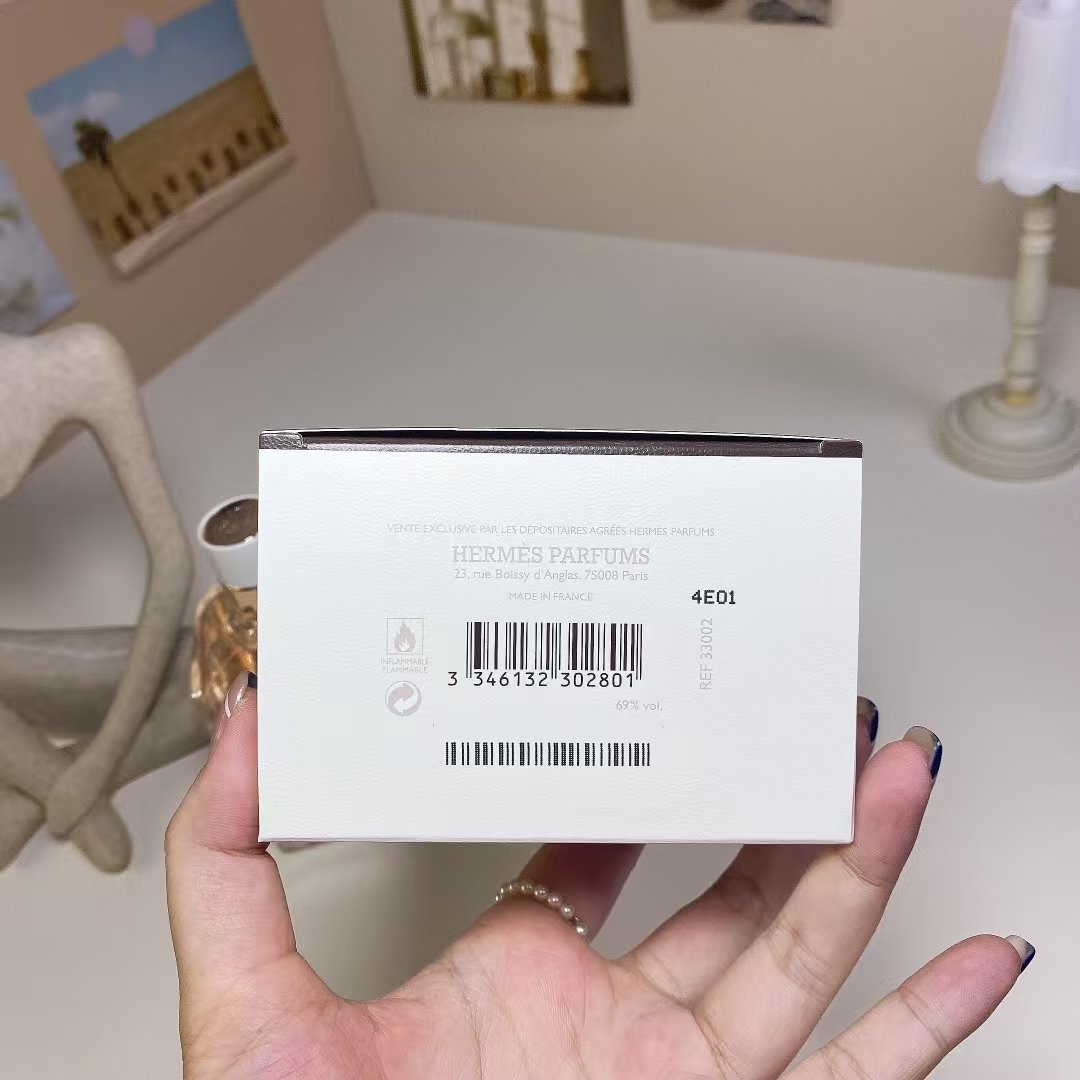 VENTE EXCLUSIVE PAR LES DÉPOSITAIRES AGRÉÉS HERMÈS PARFUMS
HERMÈS PARFUMS
23, rue Boissy d'Anglas. 75008 Paris
MADE IN FRANCE
4E01
REF 33002
INFLAMMABLE
FLAMMABLE
3 346132 302801
69% vol.